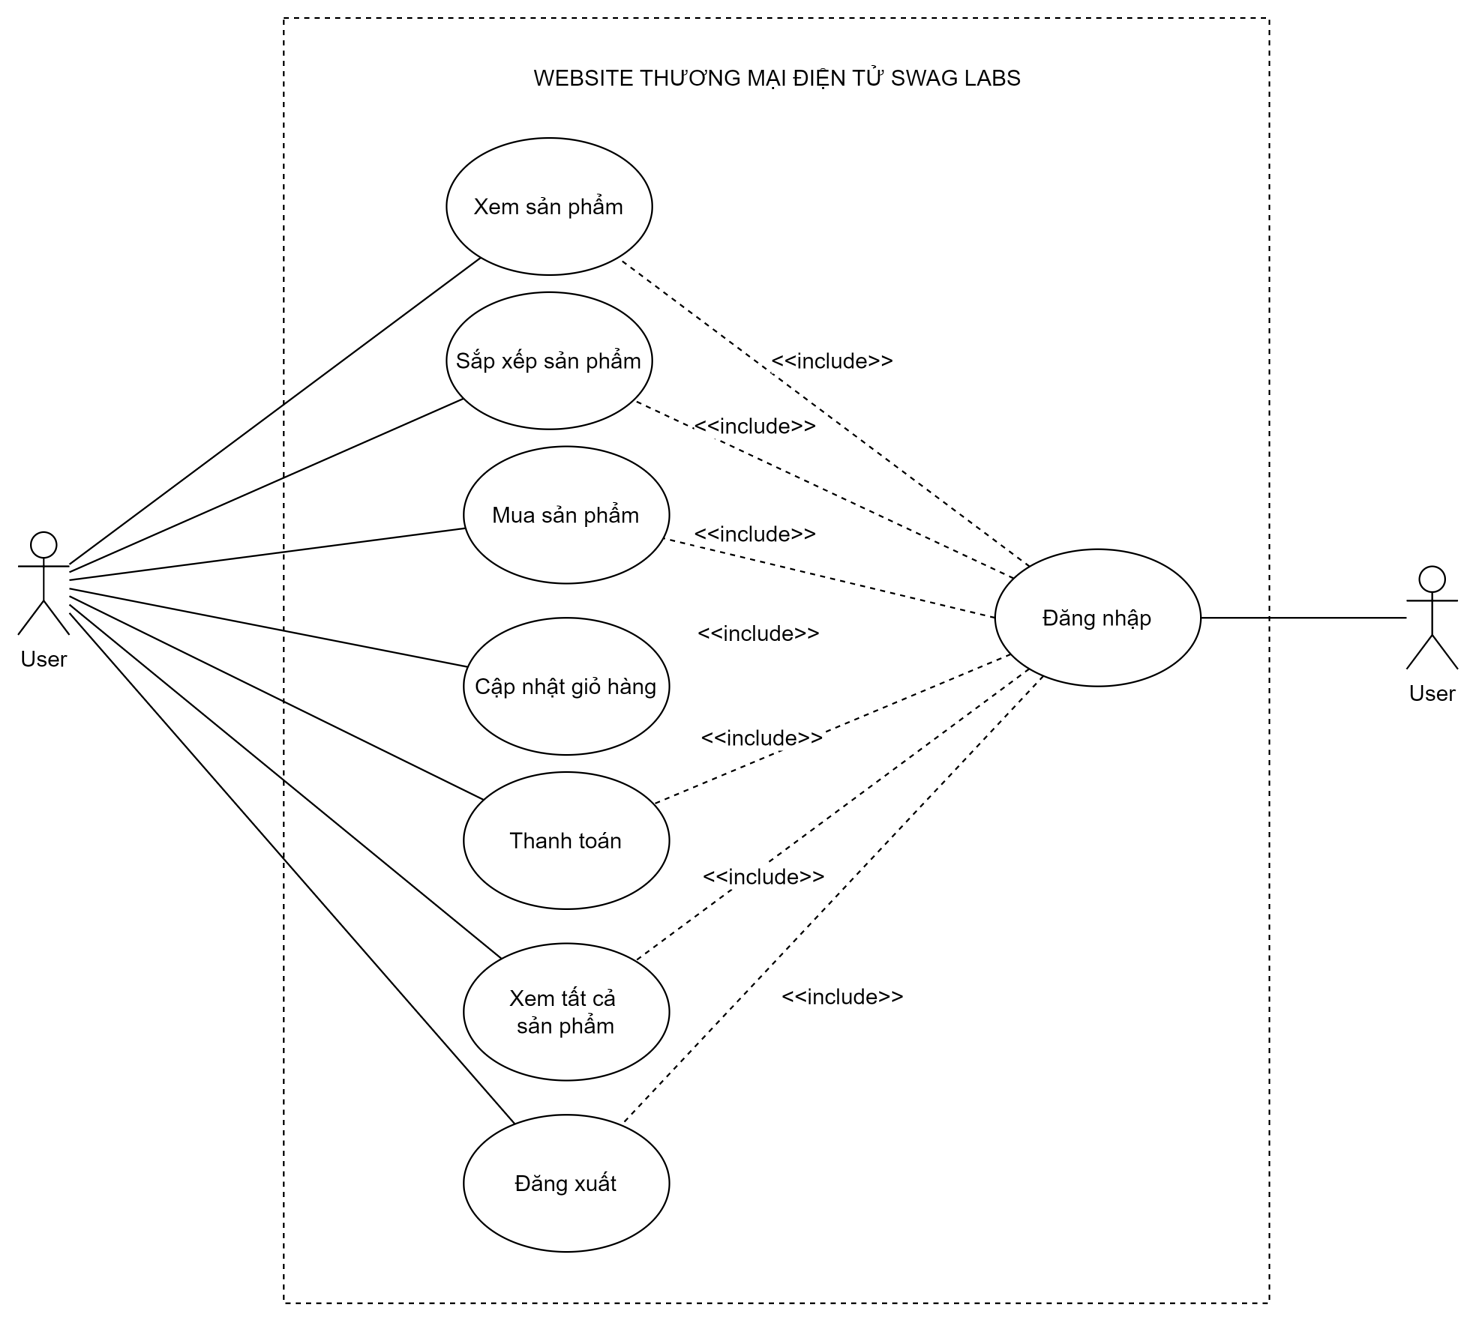 WEBSITE THƯƠNG MẠI ĐIỆN TỬ SWAG LABS
Xem sản phẩm
Sắp xếp sản phẩm
<<include>>
<<include>>
Mua sản phẩm
<<include>>
Đăng nhập
<<include>>
User
Cập nhật giỏ hàng
User
<<include>>
Thanh toán
<<include>>
Xem tất cả
sản phẩm
<<include>>
Đăng xuất